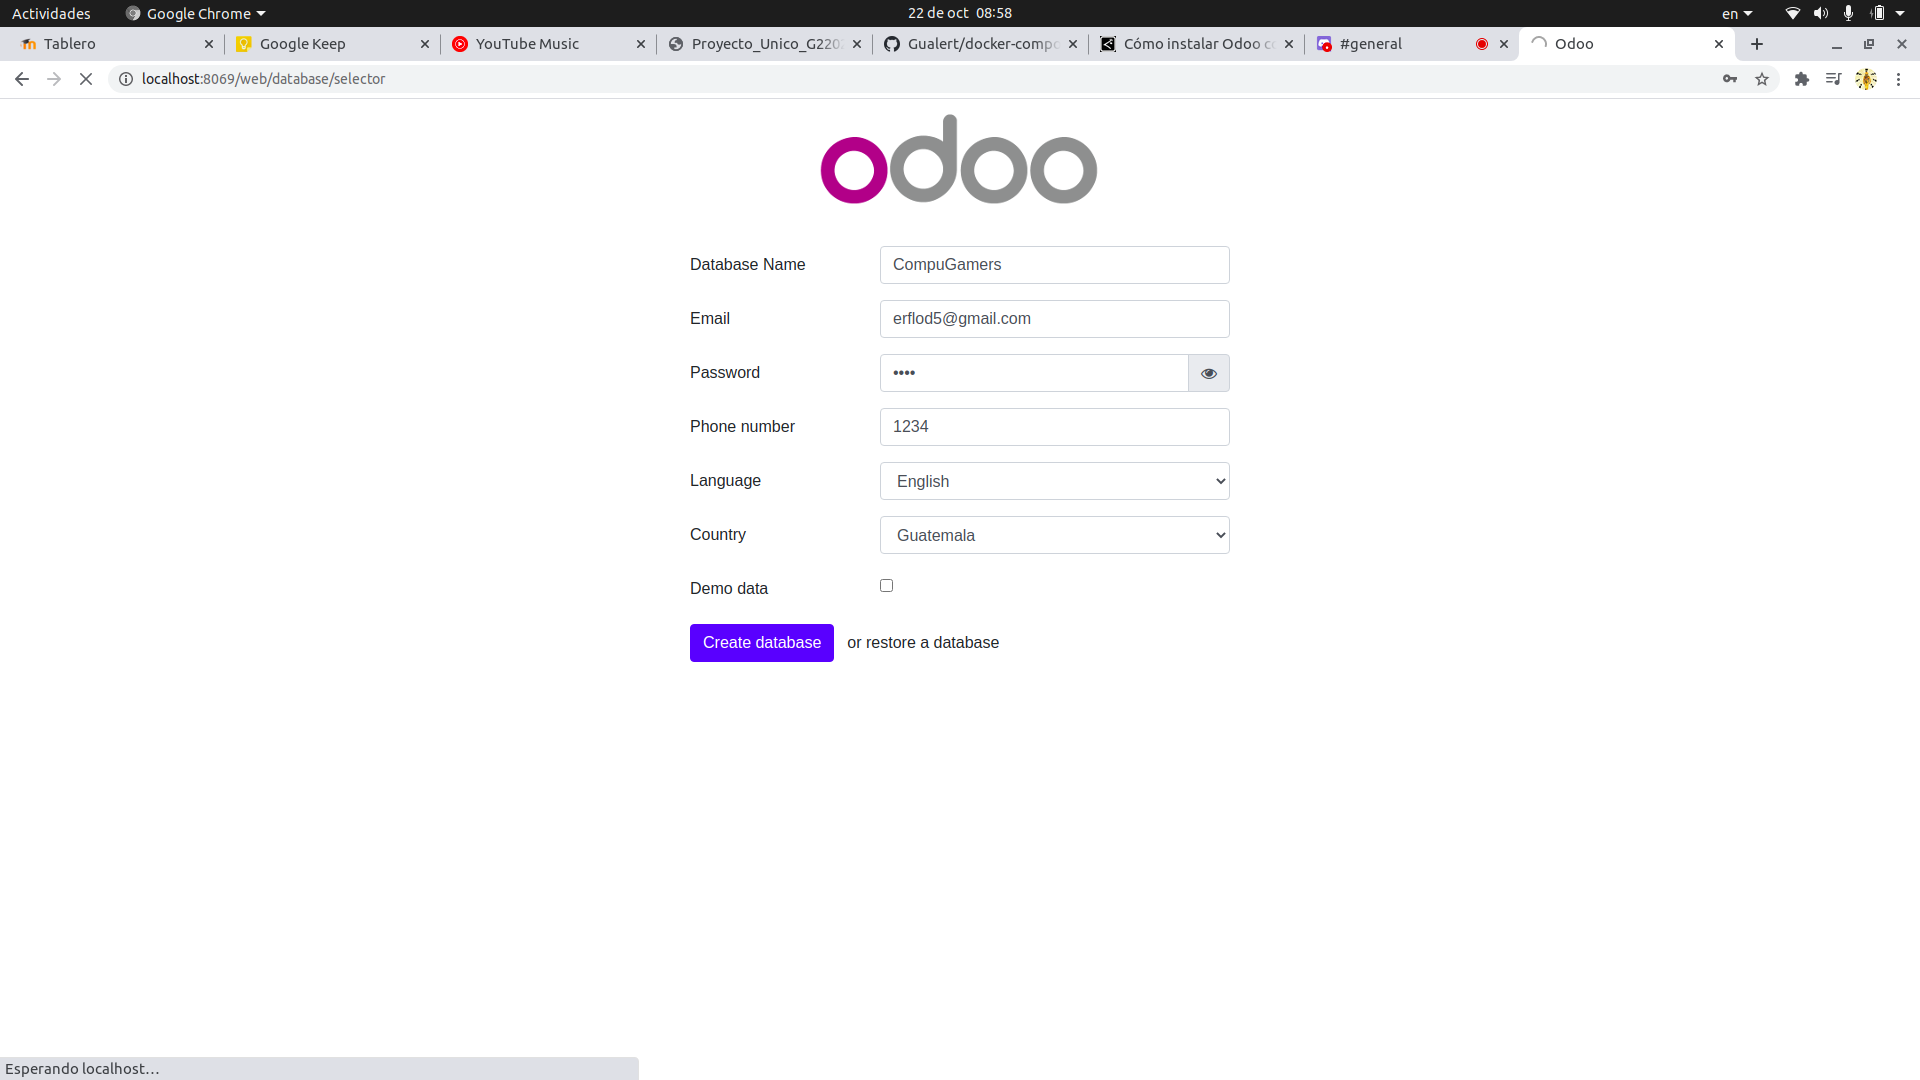 Actividades Google Chrome 22 de oct 08:58 en
Tablero Google Keep YouTube Music Proyecto_Unico_G220 Gualert/docker-compo Cómo instalar Odoo c #general Odoo
localhost:8069/web/database/selector
odoo
Database Name CompuGamers
Email erflod5@gmail.com
Password ••••
Phone number 1234
Language English
Country Guatemala
Demo data
Create database or restore a database
Esperando localhost…